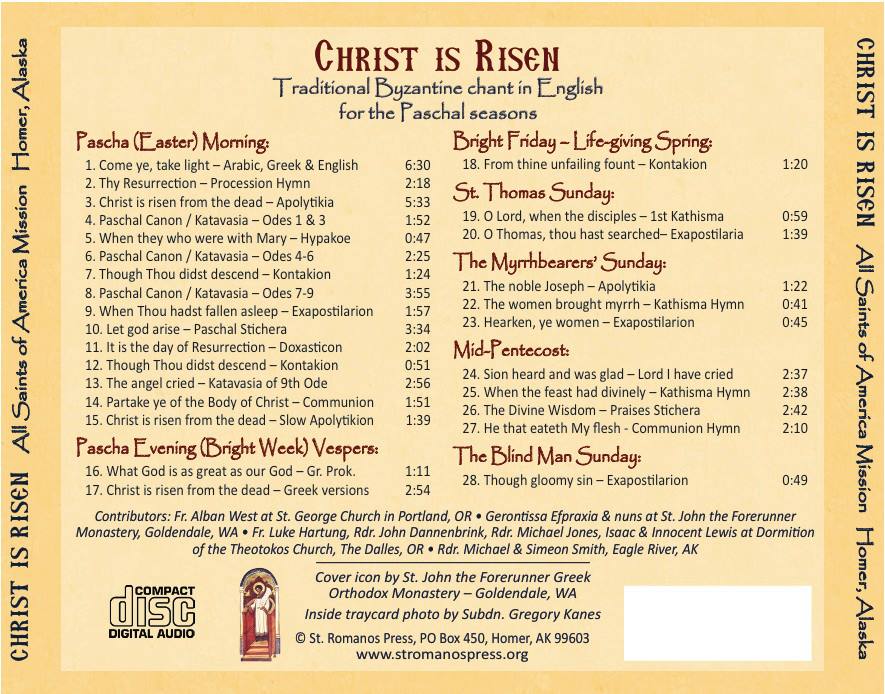 CHRIST IS RISEN
Traditional Byzantine chant in English
for the Paschal seasons
Pascha (Easter) Morning:
1. Come ye, take light – Arabic, Greek & English 6:30
2. Thy Resurrection – Procession Hymn 2:18
3. Christ is risen from the dead – Apolytikia 5:33
4. Paschal Canon / Katavasia – Odes 1 & 3 1:52
5. When they who were with Mary – Hypakoe 0:47
6. Paschal Canon / Katavasia – Odes 4-6 2:25
7. Though Thou didst descend – Kontakion 1:24
8. Paschal Canon / Katavasia – Odes 7-9 3:55
9. When Thou hadst fallen asleep – Exapostilarion 1:57
10. Let god arise – Paschal Stichera 3:34
11. It is the day of Resurrection – Doxasticon 2:02
12. Though Thou didst descend – Kontakion 0:51
13. The angel cried – Katavasia of 9th Ode 2:56
14. Partake ye of the Body of Christ – Communion 1:51
15. Christ is risen from the dead – Slow Apolytikion 1:39
Pascha Evening (Bright Week) Vespers:
16. What God is as great as our God – Gr. Prok. 1:11
17. Christ is risen from the dead – Greek versions 2:54
Bright Friday – Life-giving Spring:
18. From thine unfailing fount – Kontakion 1:20
St. Thomas Sunday:
19. O Lord, when the disciples – 1st Kathisma 0:59
20. O Thomas, thou hast searched– Exapostilaria 1:39
The Myrrhbearers' Sunday:
21. The noble Joseph – Apolytikia 1:22
22. The women brought myrrh – Kathisma Hymn 0:41
23. Hearken, ye women – Exapostilarion 0:45
Mid-Pentecost:
24. Sion heard and was glad – Lord I have cried 2:37
25. When the feast had divinely – Kathisma Hymn 2:38
26. The Divine Wisdom – Praises Stichera 2:42
27. He that eateth My flesh - Communion Hymn 2:10
The Blind Man Sunday:
28. Though gloomy sin – Exapostilarion 0:49
Contributors: Fr. Alban West at St. George Church in Portland, OR • Gerontissa Efpraxia & nuns at St. John the Forerunner
Monastery, Goldendale, WA • Fr. Luke Hartung, Rdr. John Dannenbrink, Rdr. Michael Jones, Isaac & Innocent Lewis at Dormition
of the Theotokos Church, The Dalles, OR • Rdr. Michael & Simeon Smith, Eagle River, AK
COMPACT
disc
DIGITAL AUDIO
Cover icon by St. John the Forerunner Greek
Orthodox Monastery – Goldendale, WA
Inside traycard photo by Subdn. Gregory Kanes
© St. Romanos Press, PO Box 450, Homer, AK 99603
www.stromanospress.org
CHRIST IS RISEN All Saints of America Mission Homer, Alaska
CHRIST IS RISEN All Saints of America Mission Homer, Alaska